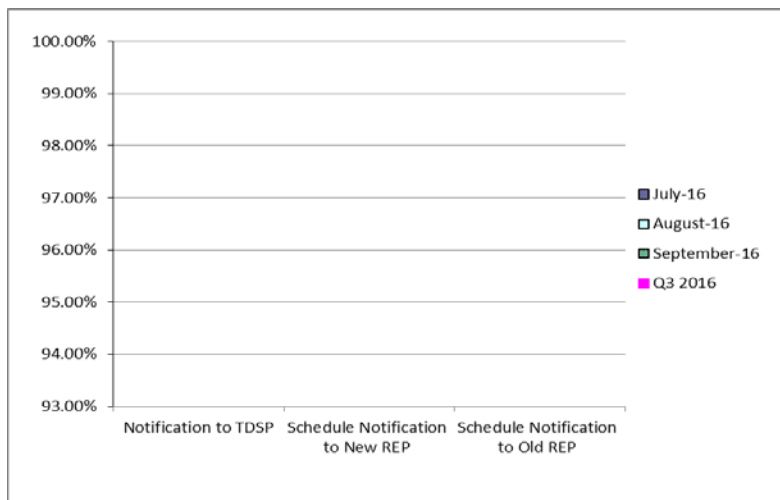 100.00%
99.00%
98.00%
97.00%
96.00%
95.00%
94.00%
93.00%
Notification to TDSP
Schedule Notification
to New REP
Schedule Notification
to Old REP
July-16
August-16
September-16
Q3 2016